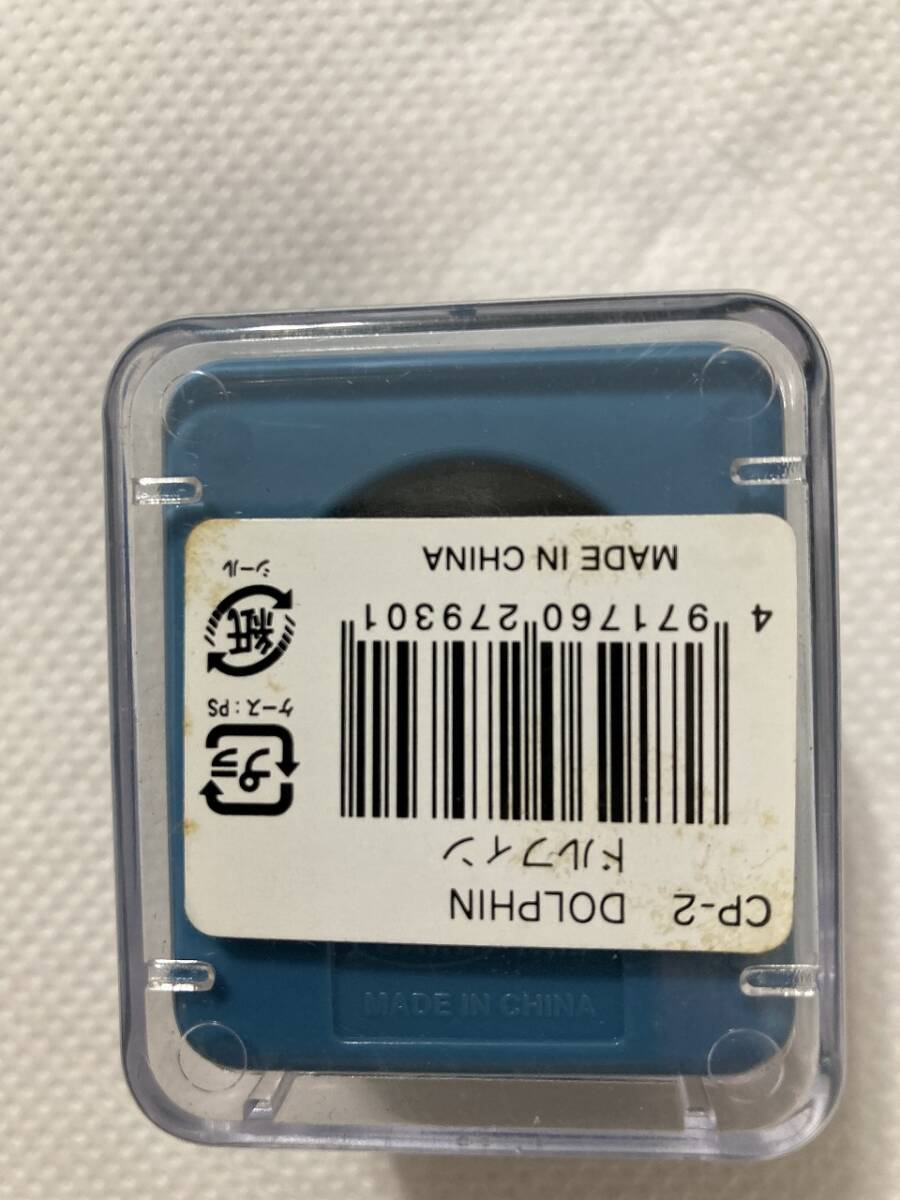 CP-2 DOLPHIN
ドルフィン
4 971760 279301
MADE IN CHINA
プラ
ケース：PS
紙
シール
MADE IN CHINA